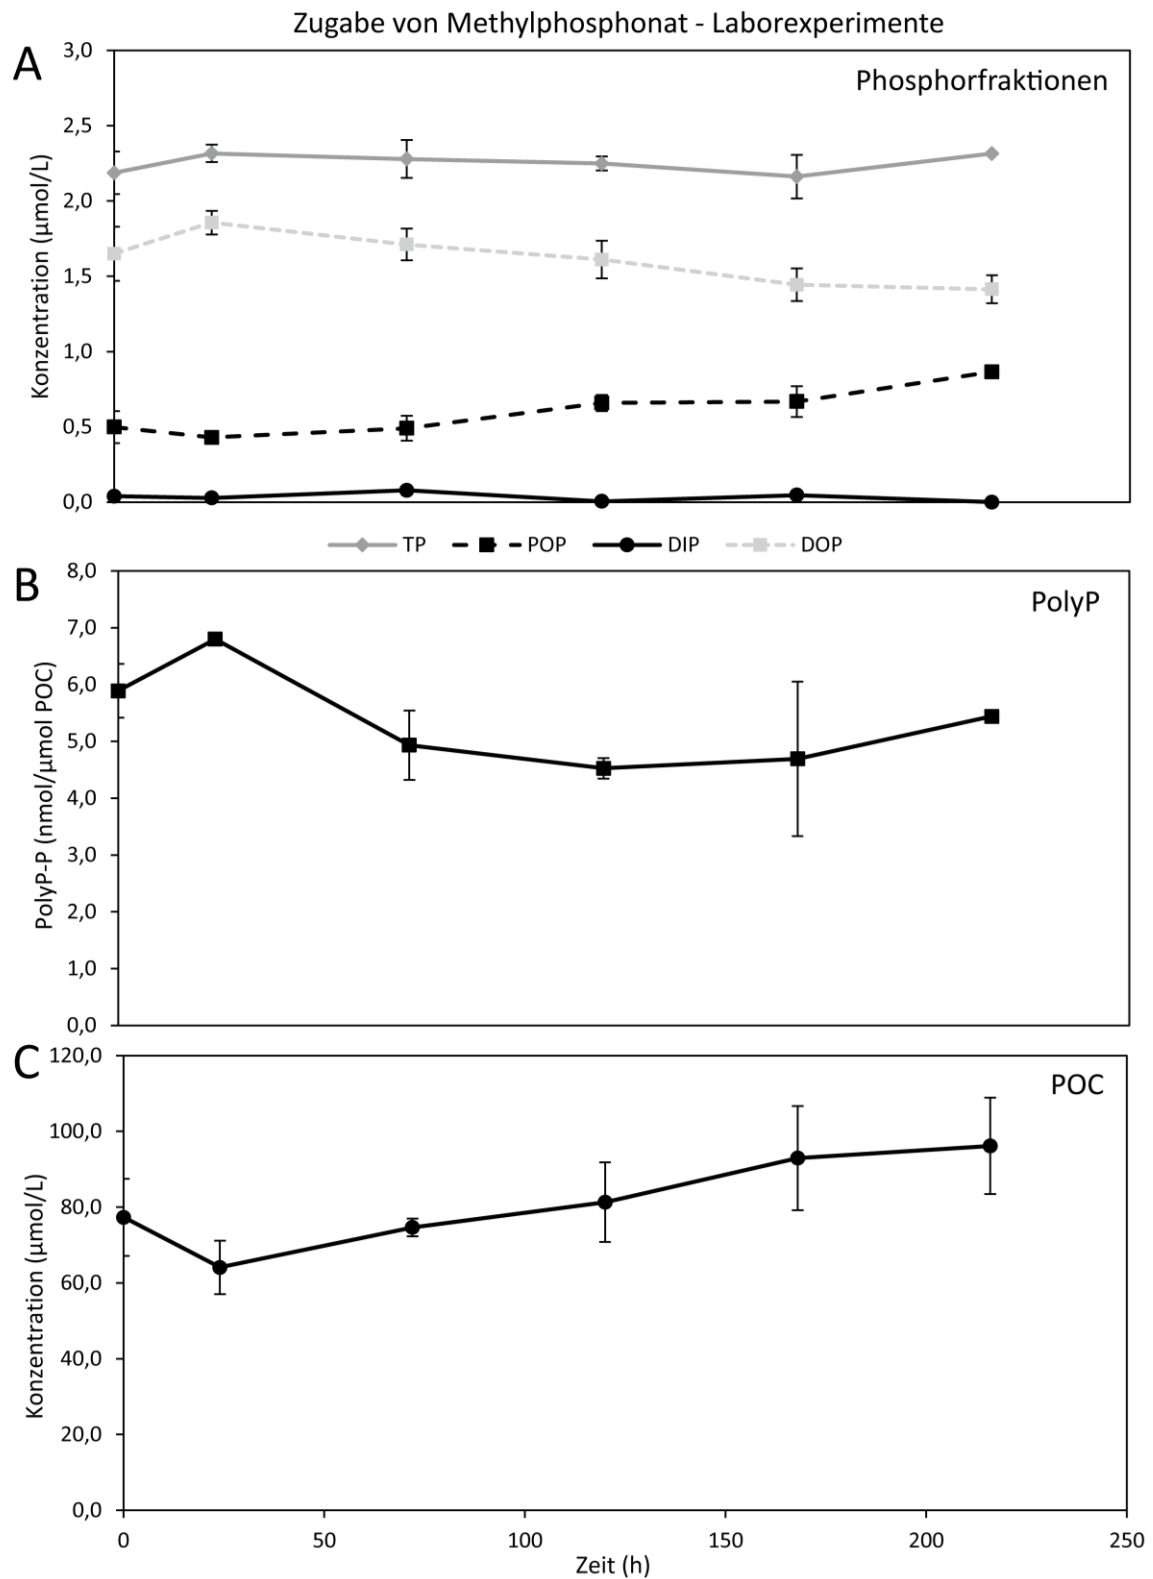 Zugabe von Methylphosphonat - Laborexperimente
A
Phosphorfraktionen
Konzentration (µmol/L)
3,0
2,5
2,0
1,5
1,0
0,5
0,0
TP POP DIP DOP
B
PolyP
PolyP-P (nmol/µmol POC)
8,0
7,0
6,0
5,0
4,0
3,0
2,0
1,0
0,0
C
POC
Konzentration (µmol/L)
120,0
100,0
80,0
60,0
40,0
20,0
0,0
0 50 100 150 200 250
Zeit (h)